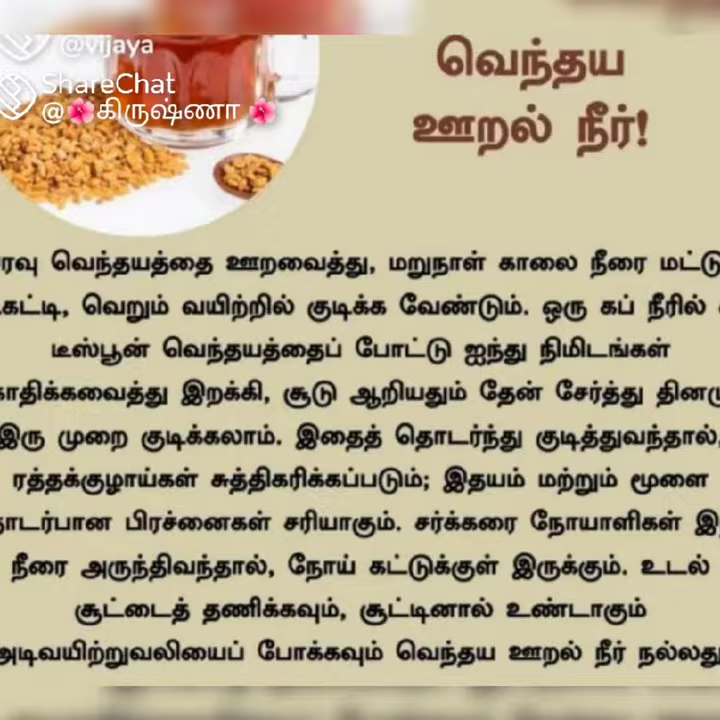 @vijaya
ShareChat
@🌺கிருஷ்ணா🌺
வெந்தய
ஊறல் நீர்!
ரவு வெந்தயத்தை ஊறவைத்து, மறுநாள் காலை நீரை மட்டு
கட்டி, வெறும் வயிற்றில் குடிக்க வேண்டும். ஒரு கப் நீரில்
டீஸ்பூன் வெந்தயத்தைப் போட்டு ஐந்து நிமிடங்கள்
ாதிக்கவைத்து இறக்கி, சூடு ஆறியதும் தேன் சேர்த்து தினமு
இரு முறை குடிக்கலாம். இதைத் தொடர்ந்து குடித்துவந்தால்,
ரத்தக்குழாய்கள் சுத்திகரிக்கப்படும்; இதயம் மற்றும் மூளை
ாடர்பான பிரச்னைகள் சரியாகும். சர்க்கரை நோயாளிகள் இ
நீரை அருந்திவந்தால், நோய் கட்டுக்குள் இருக்கும். உடல்
சூட்டைத் தணிக்கவும், சூட்டினால் உண்டாகும்
அடிவயிற்றுவலியைப் போக்கவும் வெந்தய ஊறல் நீர் நல்லது